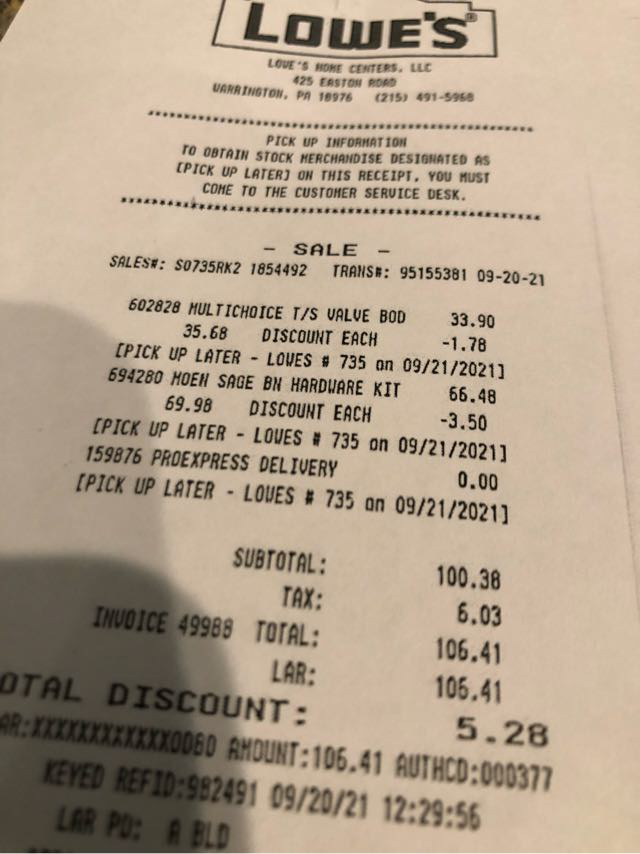 LOWE'S®
LOWE'S HOME CENTERS, LLC
425 EASTON ROAD
WARRINGTON, PA 18976 (215) 491-5968
************************************************
PICK UP INFORMATION
TO OBTAIN STOCK MERCHANDISE DESIGNATED AS
[PICK UP LATER] ON THIS RECEIPT, YOU MUST
COME TO THE CUSTOMER SERVICE DESK.
************************************************
- SALE -
SALES#: S0735RK2 1854492 TRANS#: 95155381 09-20-21
602828 MULTICHOICE T/S VALVE BOD 33.90
35.68 DISCOUNT EACH -1.78
[PICK UP LATER - LOWES # 735 on 09/21/2021]
694280 MOEN SAGE BN HARDWARE KIT 66.48
69.98 DISCOUNT EACH -3.50
[PICK UP LATER - LOWES # 735 on 09/21/2021]
159876 PROEXPRESS DELIVERY 0.00
[PICK UP LATER - LOWES # 735 on 09/21/2021]
SUBTOTAL: 100.38
TAX: 6.03
INVOICE 49988 TOTAL: 106.41
LAR: 106.41
OTAL DISCOUNT: 5.28
AR:XXXXXXXXXXXX0060 AMOUNT:106.41 AUTHCD:000377
KEYED REFID:982491 09/20/21 12:29:56
LAR PO: A BLD